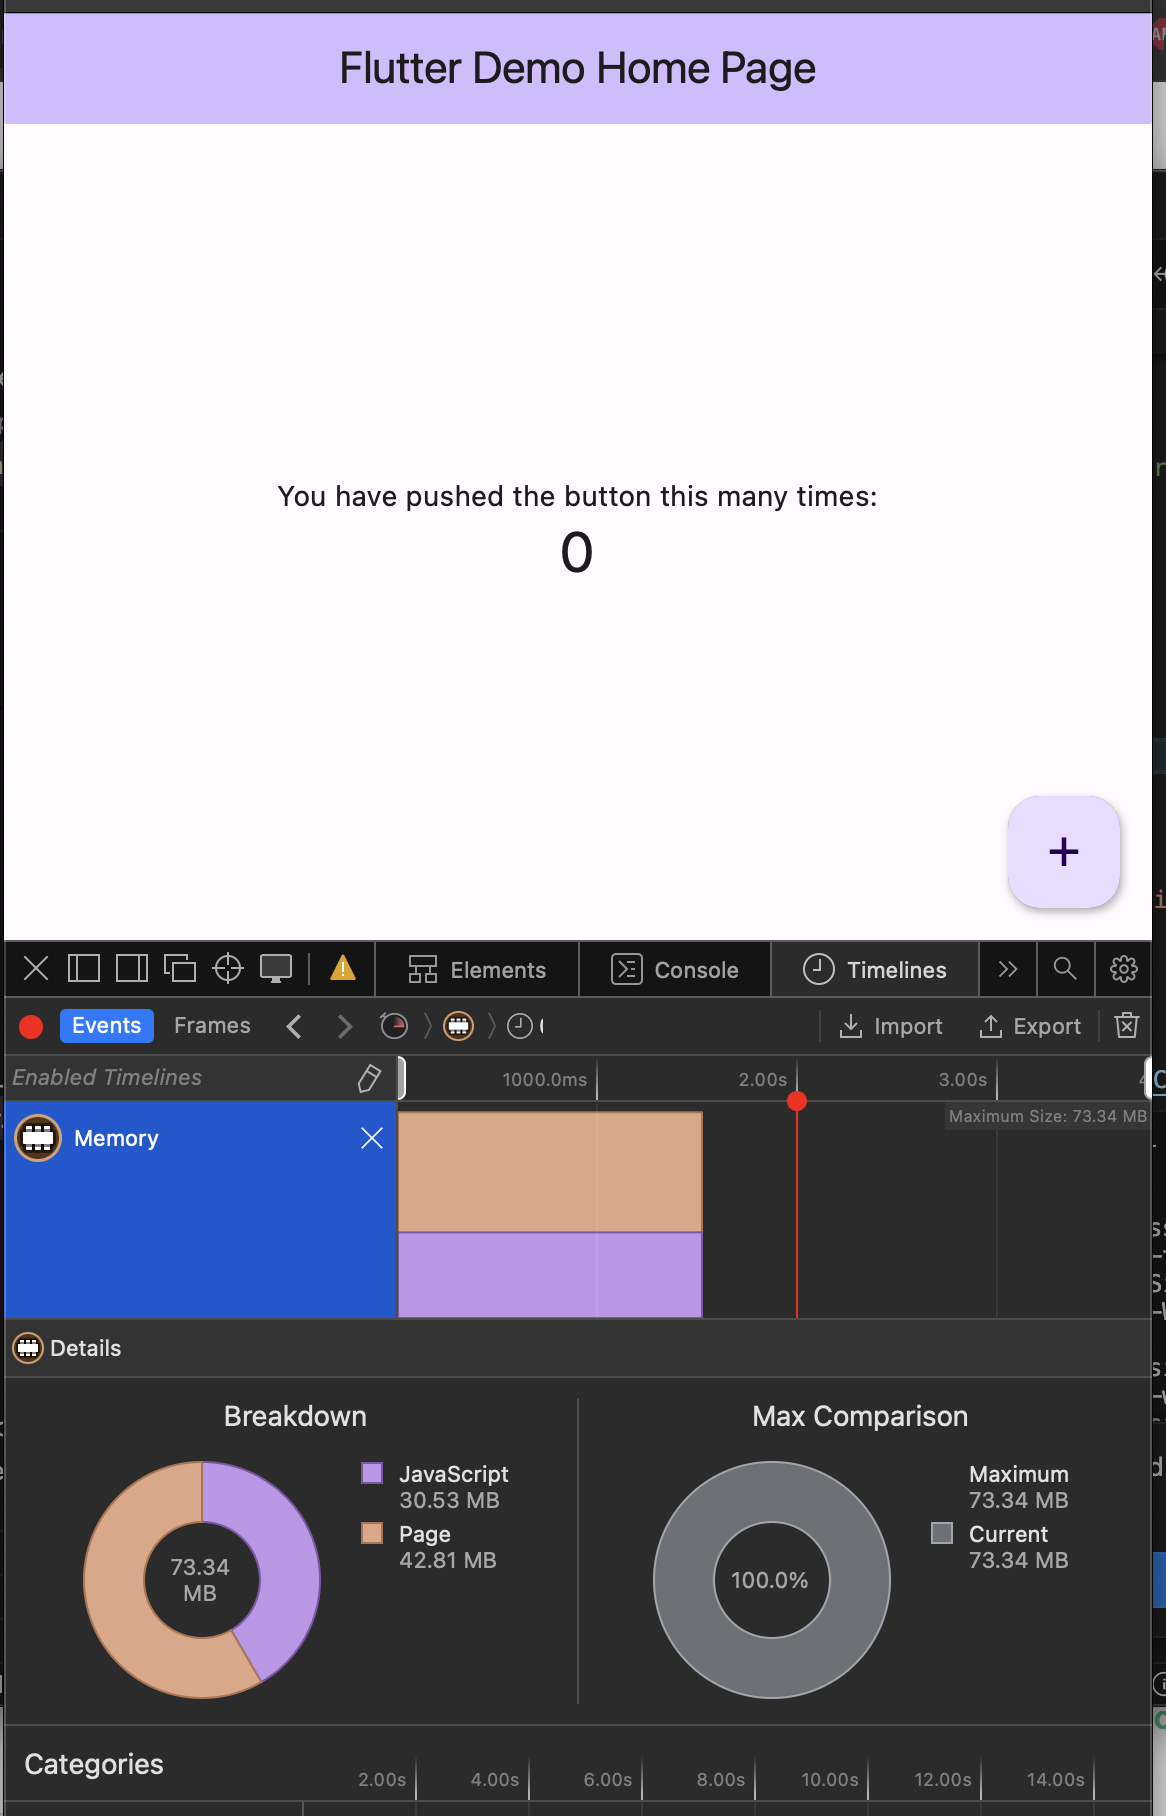 Flutter Demo Home Page
You have pushed the button this many times:
0
+
Elements
Console
Timelines
Events
Frames
Import
Export
Enabled Timelines
1000.0ms
2.00s
3.00s
Maximum Size: 73.34 MB
Memory
Details
Breakdown
JavaScript
30.53 MB
Page
42.81 MB
73.34
MB
Max Comparison
Maximum
73.34 MB
Current
73.34 MB
100.0%
Categories
2.00s
4.00s
6.00s
8.00s
10.00s
12.00s
14.00s